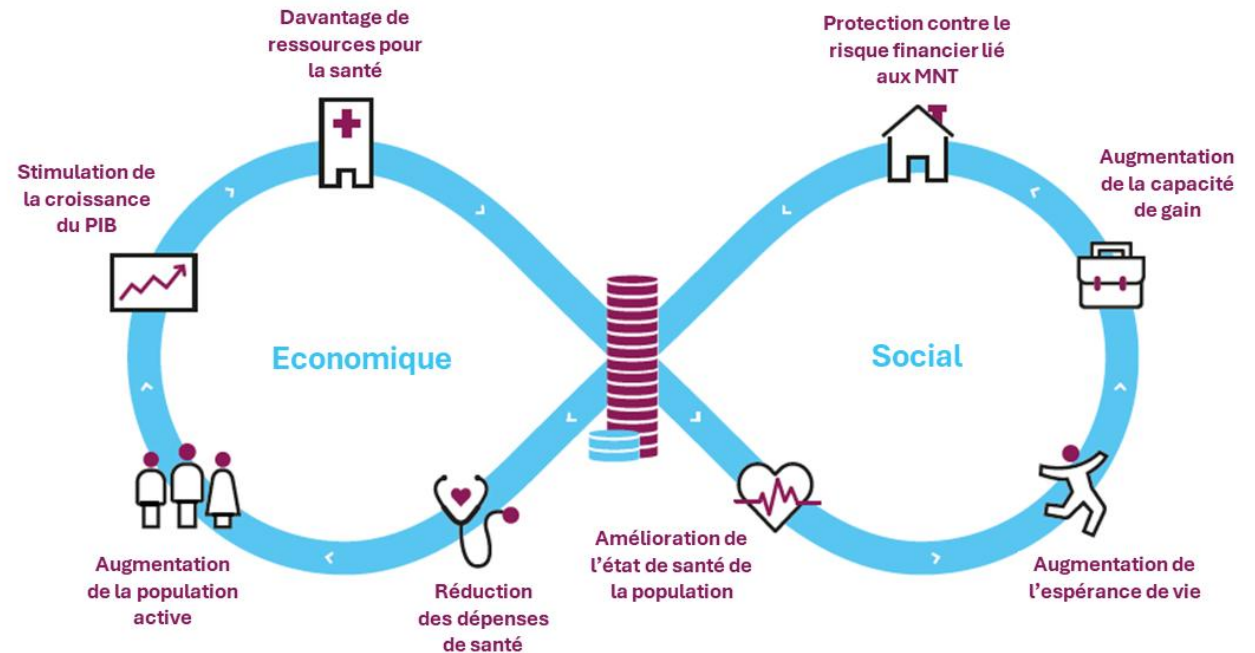 Davantage de
ressources pour
la santé
Protection contre le
risque financier lié
aux MNT
Stimulation de
la croissance
du PIB
Augmentation
de la capacité
de gain
Economique
Social
Augmentation
de la population
active
Réduction
des dépenses
de santé
Amélioration de
l’état de santé de
la population
Augmentation de
l’espérance de vie